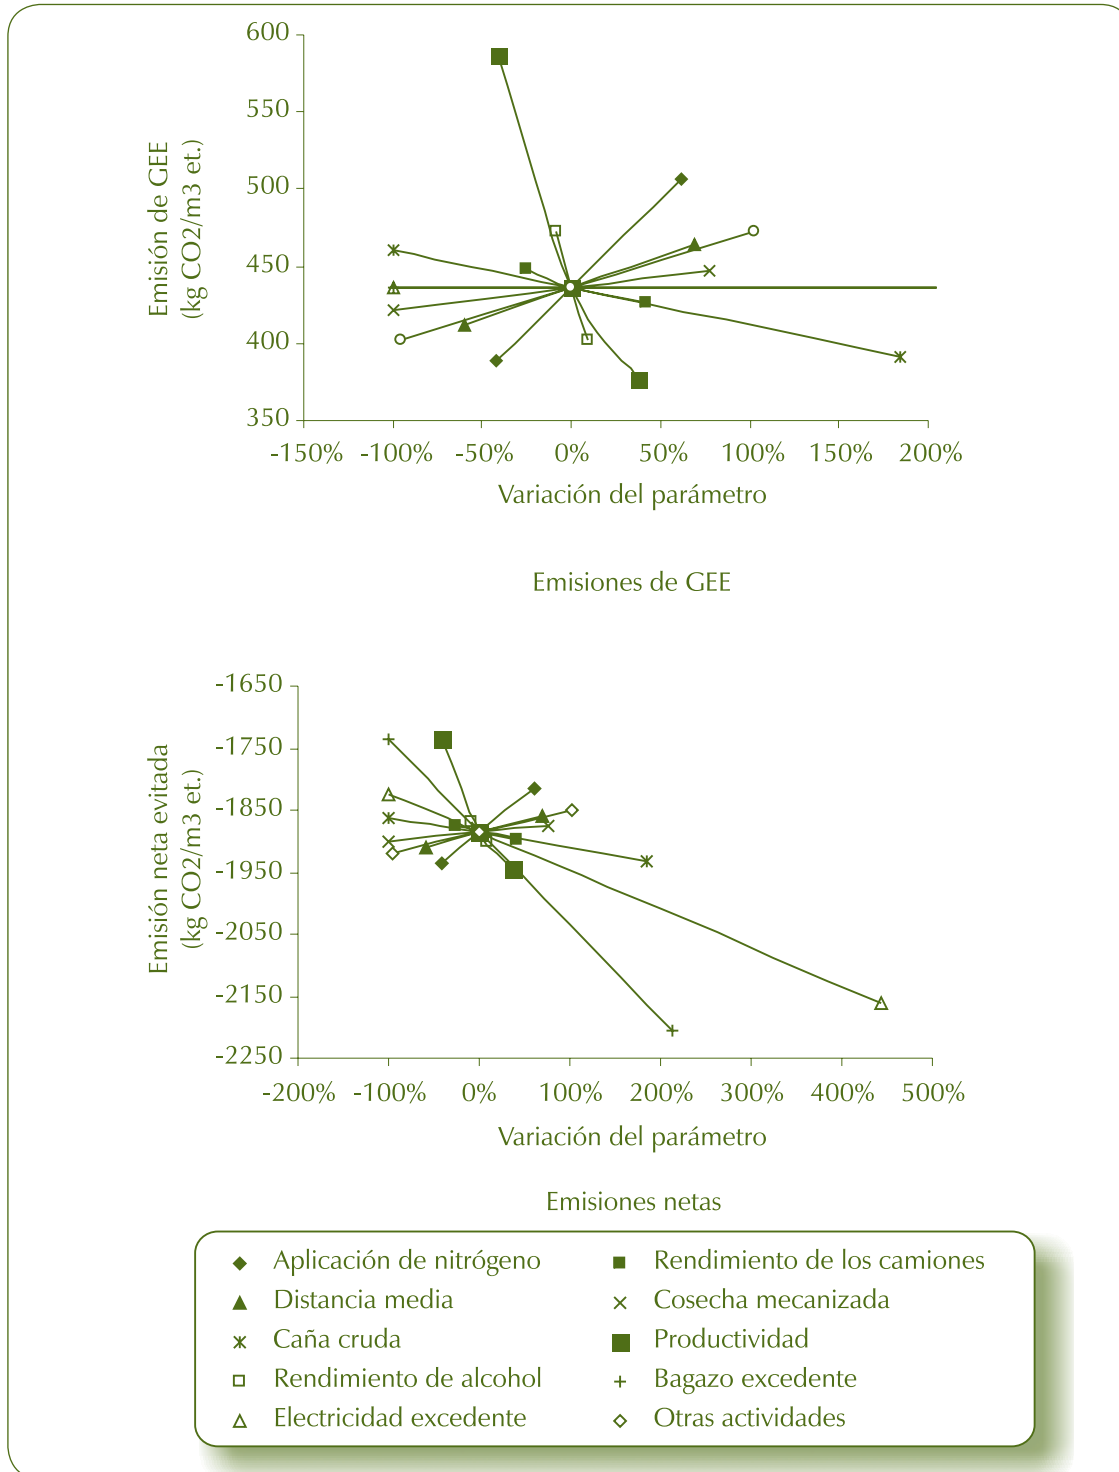 600
550
500
450
400
350
Emisión de GEE
(kg CO2/m3 et.)
-150% -100% -50% 0% 50% 100% 150% 200%
Variación del parámetro
Emisiones de GEE
-1650
-1750
-1850
-1950
-2050
-2150
-2250
Emisión neta evitada
(kg CO2/m3 et.)
-200% -100% 0% 100% 200% 300% 400% 500%
Variación del parámetro
Emisiones netas
Aplicación de nitrógeno
Rendimiento de los camiones
Distancia media
Cosecha mecanizada
Caña cruda
Productividad
Rendimiento de alcohol
Bagazo excedente
Electricidad excedente
Otras actividades